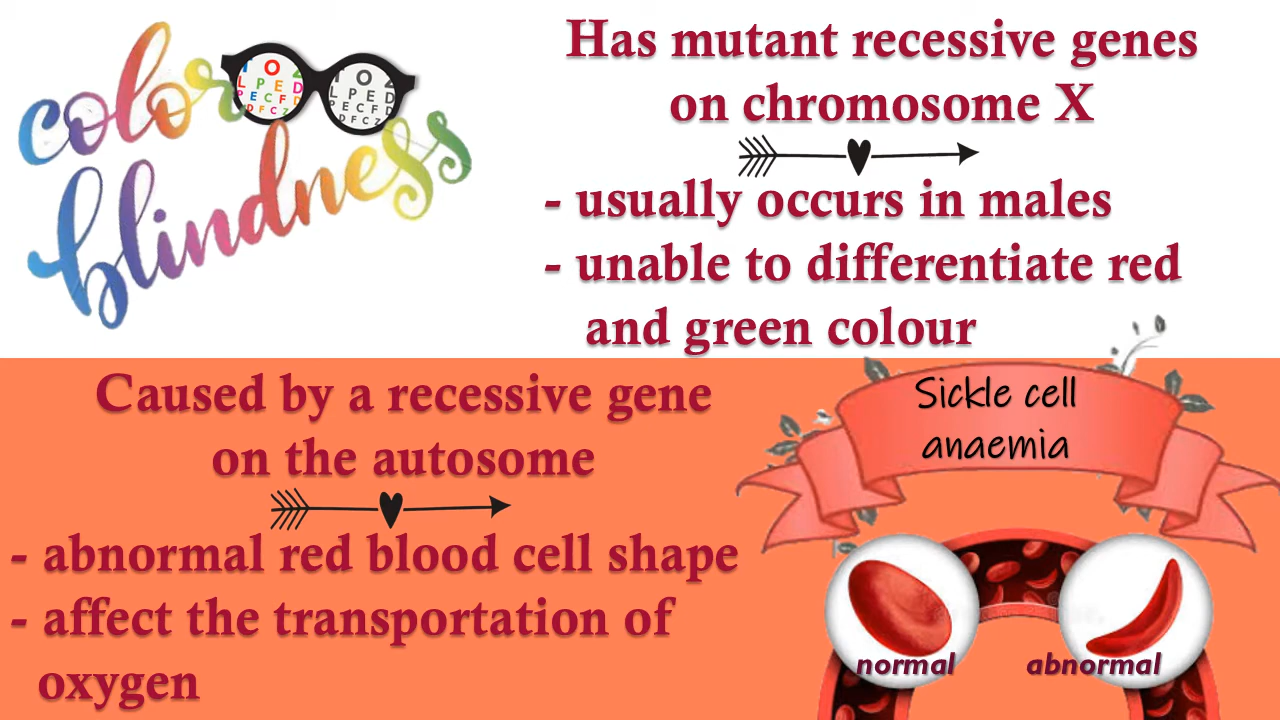 color
blindness
T O Z
L P E D
P E C F D
D F C Z
T O Z
L P E D
P E C F D
D F C Z
Has mutant recessive genes
on chromosome X
- usually occurs in males
- unable to differentiate red
and green colour
Caused by a recessive gene
on the autosome
- abnormal red blood cell shape
- affect the transportation of
oxygen
Sickle cell
anaemia
normal
abnormal